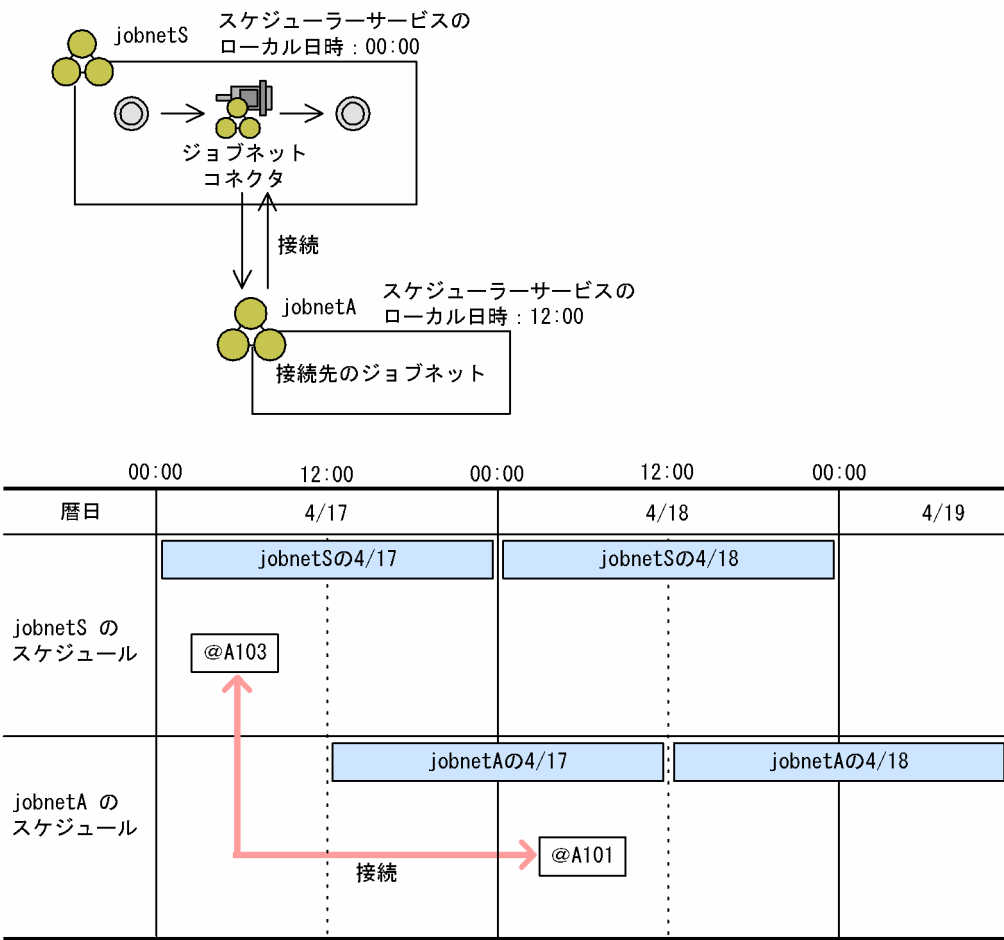 jobnetS
スケジューラーサービスの
ローカル日時：00:00
ジョブネット
コネクタ
接続
jobnetA
スケジューラーサービスの
ローカル日時：12:00
接続先のジョブネット
00:00 12:00 00:00 12:00 00:00
暦日 4/17 4/18 4/19
jobnetSの4/17 jobnetSの4/18
jobnetS の
スケジュール
＠A103
jobnetAの4/17 jobnetAの4/18
jobnetA の
スケジュール
＠A101
接続